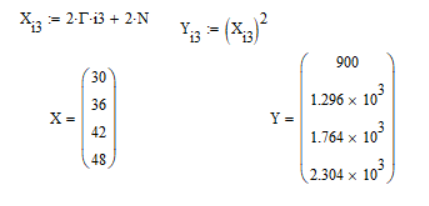 X_i3 := 2·Γ·i3 + 2·N
Y_i3 := (X_i3)^2
X = (30 36 42 48)
Y = (900 1.296 × 10^3 1.764 × 10^3 2.304 × 10^3)